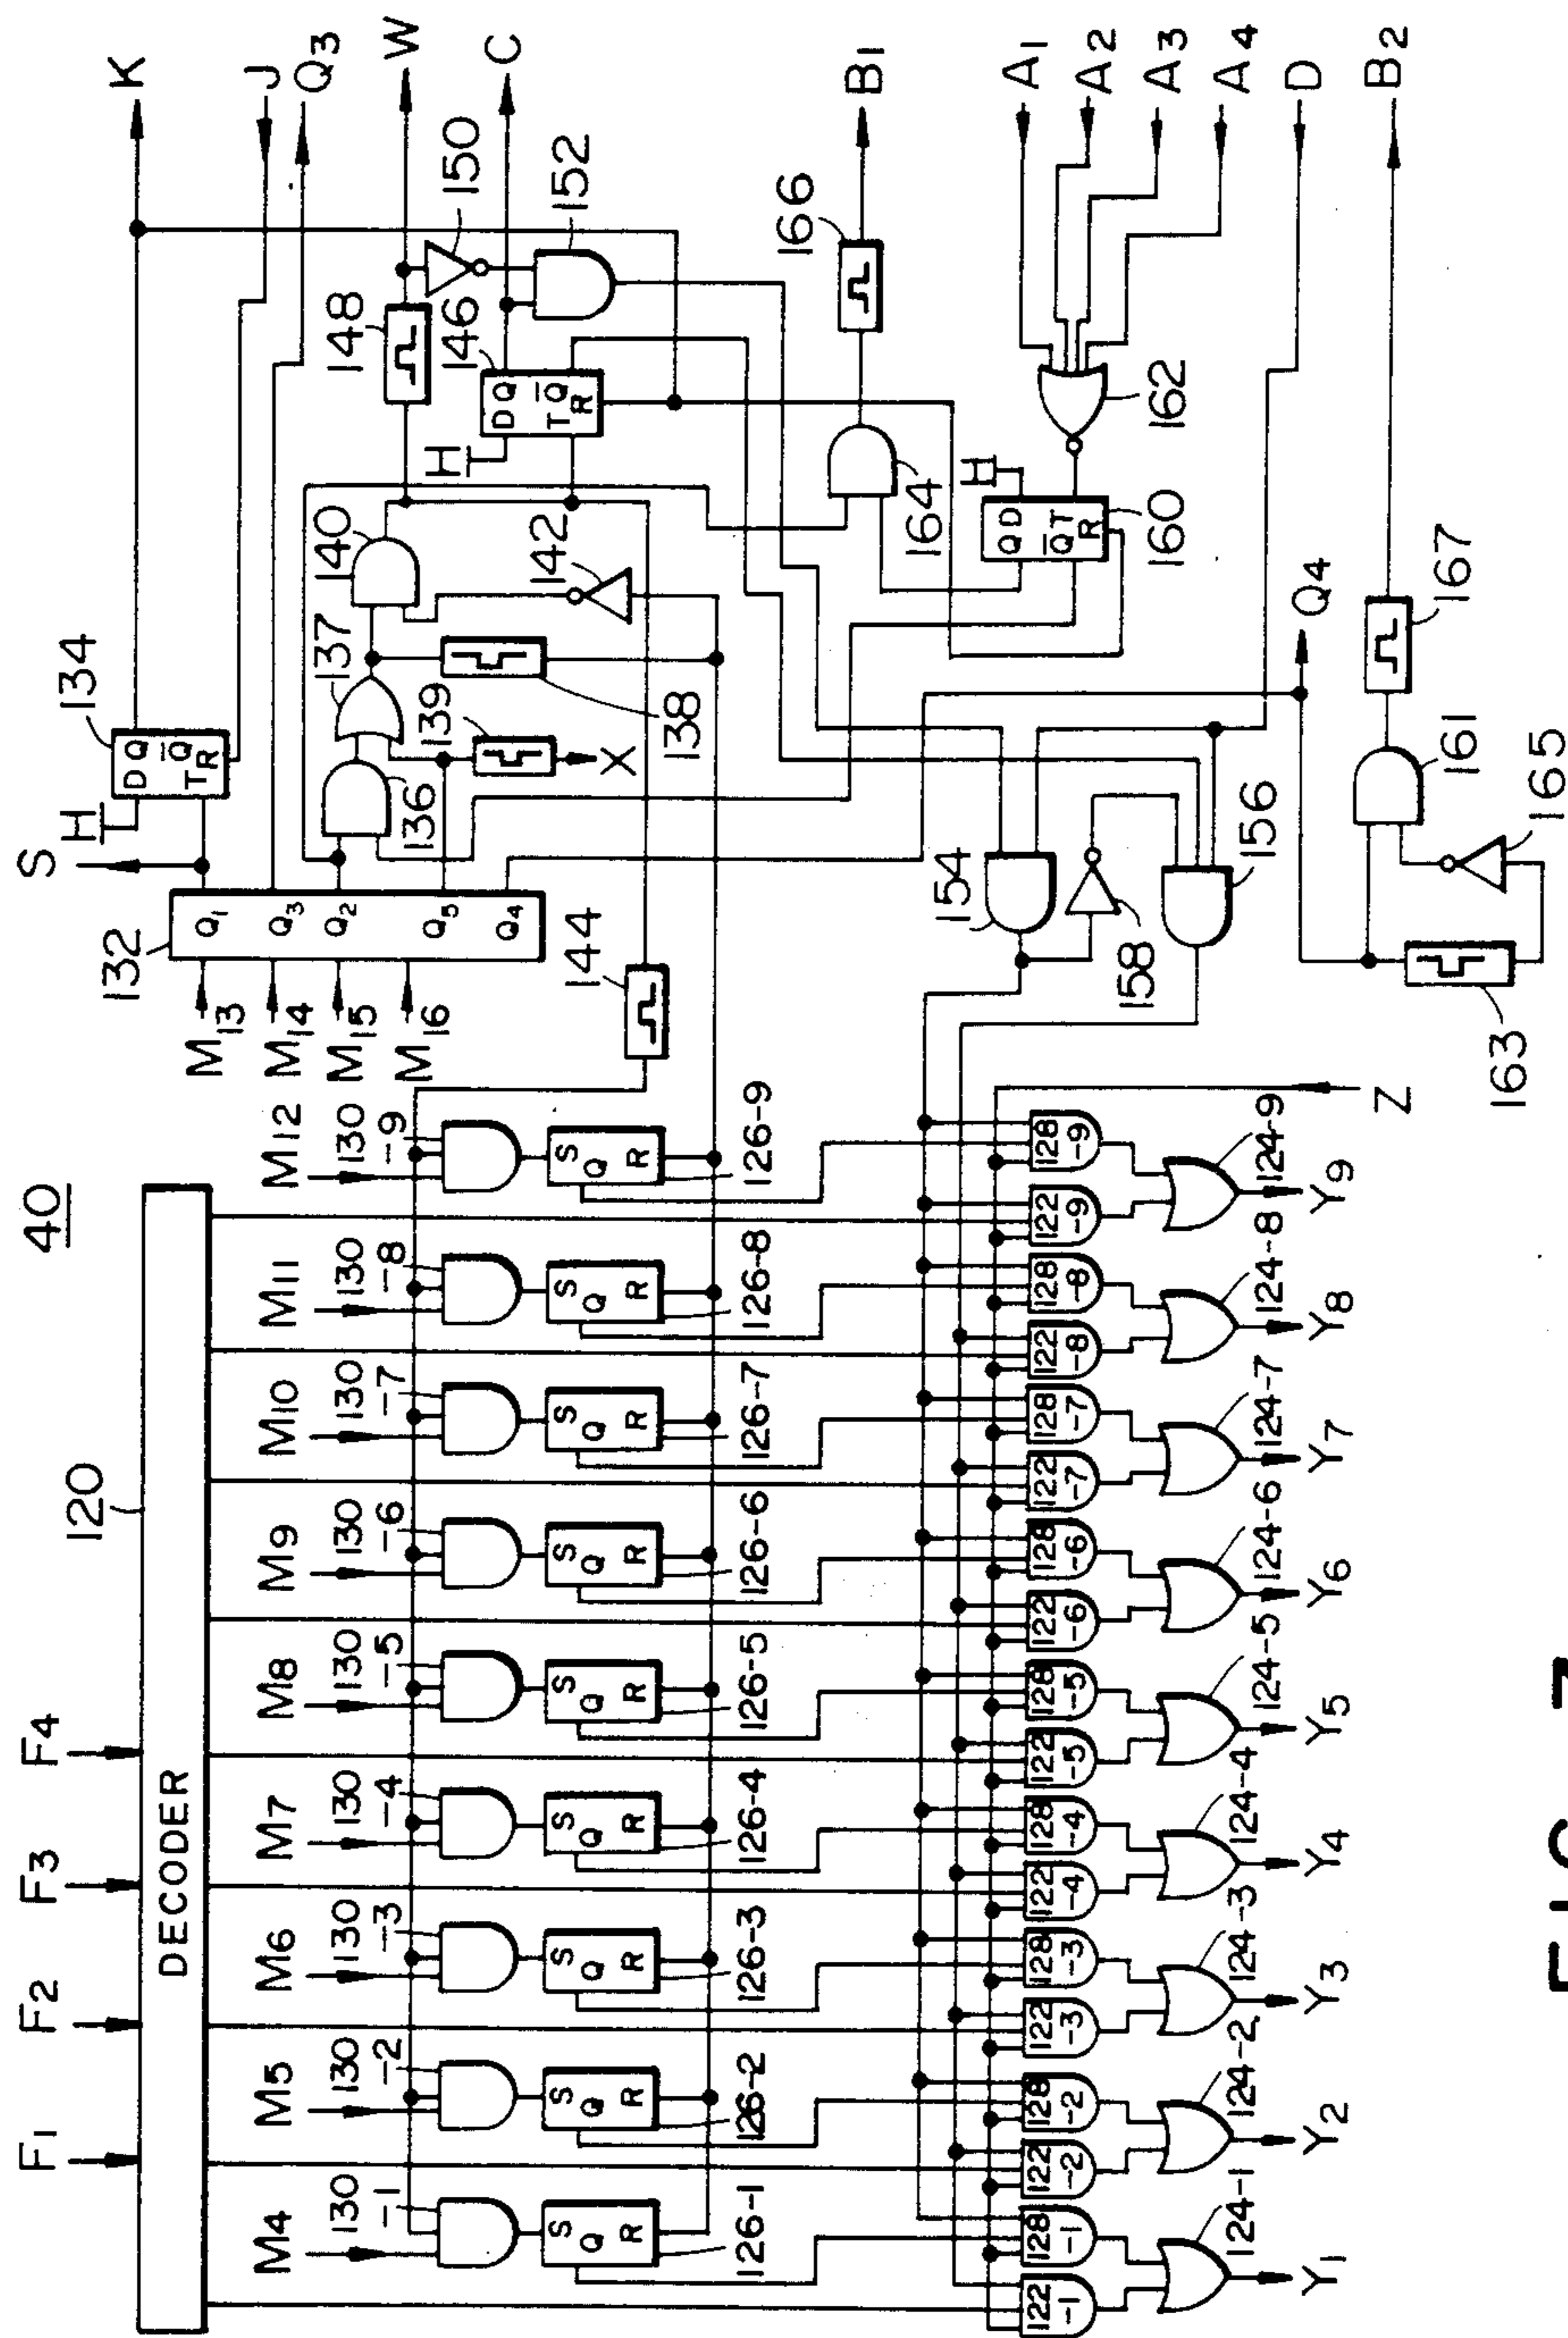 40
F1 F2 F3 F4
120
DECODER
M4 M5 M6 M7 M8 M9 M10 M11 M12
130-1 130-2 130-3 130-4 130-5 130-6 130-7 130-8 130-9
S Q R
S Q R
S Q R
S Q R
S Q R
S Q R
S Q R
S Q R
S Q R
126-1 126-2 126-3 126-4 126-5 126-6 126-7 126-8 126-9
122-1 128-1 122-2 128-2 122-3 128-3 122-4 128-4 122-5 128-5 122-6 128-6 122-7 128-7 122-8 128-8 122-9 128-9
124-1 124-2 124-3 124-4 124-5 124-6 124-7 124-8 124-9
Y1 Y2 Y3 Y4 Y5 Y6 Y7 Y8 Y9
Z
M13
M14
M15
M16
132
Q1
Q3
Q2
Q5
Q4
S
H
134
D Q
T Q̅
R
K
J
Q3
W
C
136
137
138
139
X
140
142
144
H
146
D Q
T Q̅
R
148
150
152
154
156
158
H
160
Q D
Q̅ T
R
162
164
166
B1
A1
A2
A3
A4
D
B2
Q4
161
163
165
167